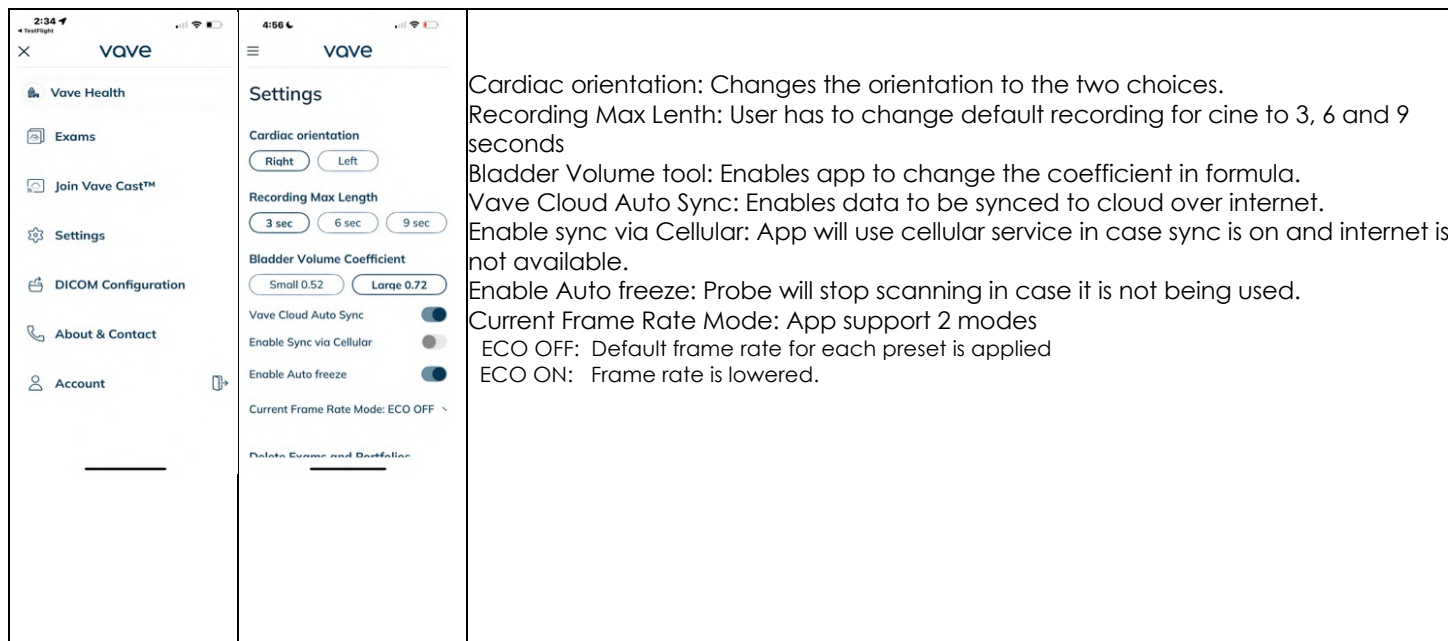 2:34
TestFlight
vave
Vave Health
Exams
Join Vave Cast™
Settings
DICOM Configuration
About & Contact
Account
4:56
vave
Settings
Cardiac orientation
Right Left
Recording Max Length
3 sec 6 sec 9 sec
Bladder Volume Coefficient
Small 0.52 Large 0.72
Vave Cloud Auto Sync
Enable Sync via Cellular
Enable Auto freeze
Current Frame Rate Mode: ECO OFF
Delete Exams and Portfolios
Cardiac orientation: Changes the orientation to the two choices.
Recording Max Lenth: User has to change default recording for cine to 3, 6 and 9
seconds
Bladder Volume tool: Enables app to change the coefficient in formula.
Vave Cloud Auto Sync: Enables data to be synced to cloud over internet.
Enable sync via Cellular: App will use cellular service in case sync is on and internet is
not available.
Enable Auto freeze: Probe will stop scanning in case it is not being used.
Current Frame Rate Mode: App support 2 modes
ECO OFF: Default frame rate for each preset is applied
ECO ON: Frame rate is lowered.